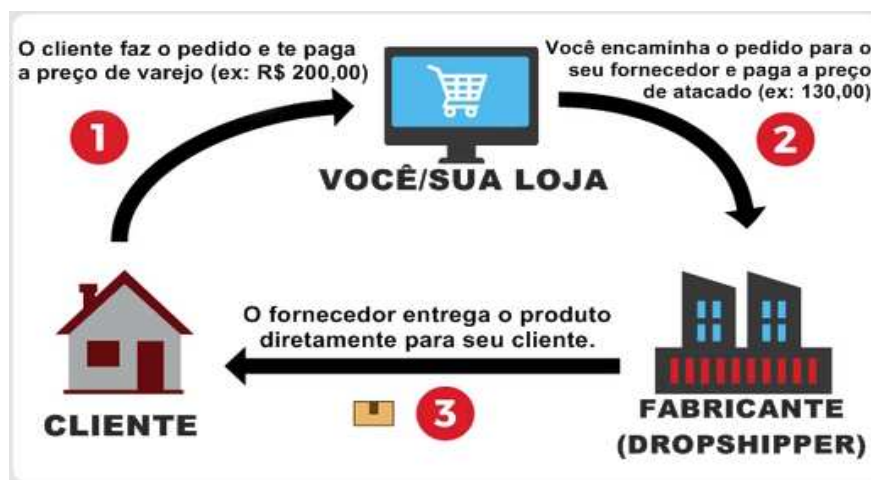 O cliente faz o pedido e te paga
a preço de varejo (ex: R$ 200,00)
1
Você encaminha o pedido para o
seu fornecedor e paga a preço
de atacado (ex: 130,00)
2
VOCÊ/SUA LOJA
O fornecedor entrega o produto
diretamente para seu cliente.
3
CLIENTE
FABRICANTE
(DROPSHIPPER)